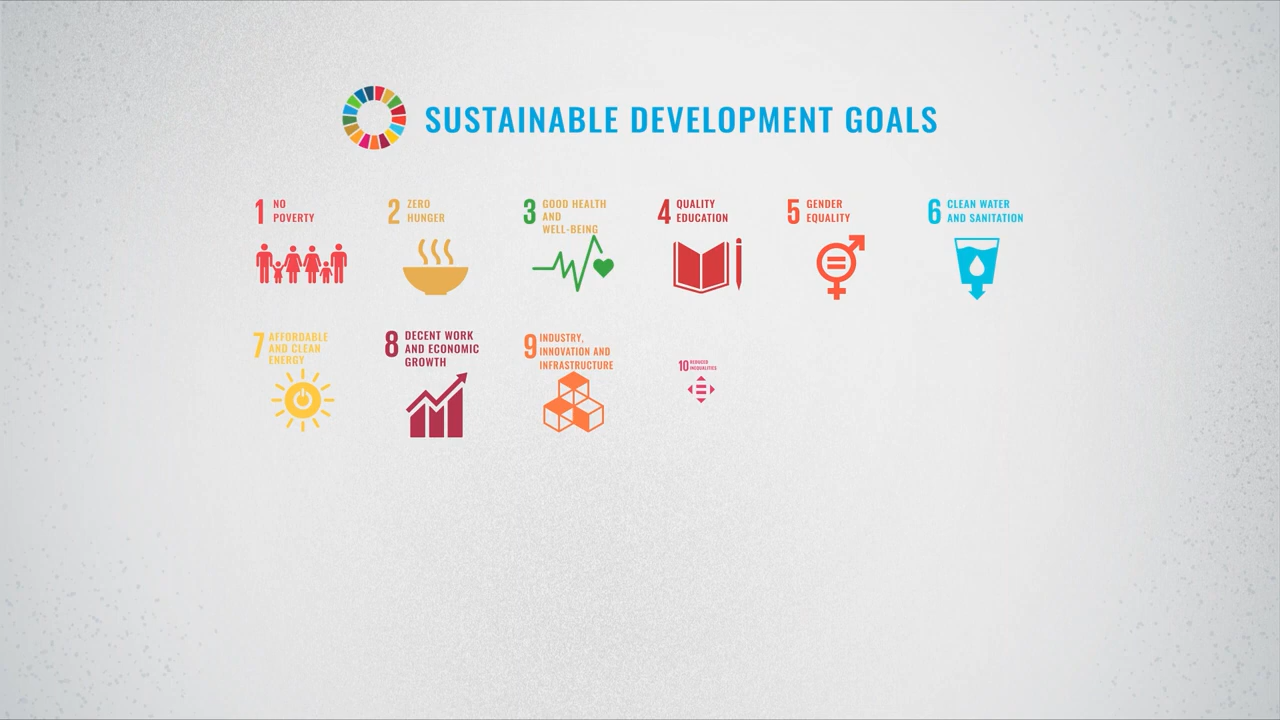 SUSTAINABLE DEVELOPMENT GOALS
1 NO
POVERTY
2 ZERO
HUNGER
3 GOOD HEALTH
AND
WELL-BEING
4 QUALITY
EDUCATION
5 GENDER
EQUALITY
6 CLEAN WATER
AND SANITATION
7 AFFORDABLE
AND CLEAN
ENERGY
8 DECENT WORK
AND ECONOMIC
GROWTH
9 INDUSTRY,
INNOVATION AND
INFRASTRUCTURE
10 REDUCED
INEQUALITIES